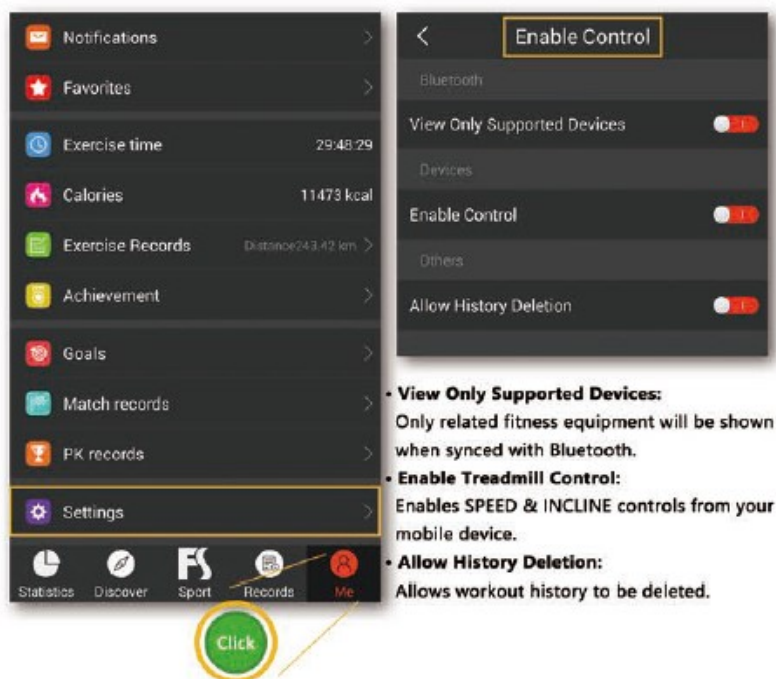 Notifications
Favorites
Exercise time 29:48:29
Calories 11473 kcal
Exercise Records Distance243.42 km
Achievement
Goals
Match records
PK records
Settings
Statistics Discover FS Sport Records Me
Click
Enable Control
Bluetooth
View Only Supported Devices
Devices
Enable Control
Others
Allow History Deletion
• View Only Supported Devices:
Only related fitness equipment will be shown
when synced with Bluetooth.
• Enable Treadmill Control:
Enables SPEED & INCLINE controls from your
mobile device.
• Allow History Deletion:
Allows workout history to be deleted.